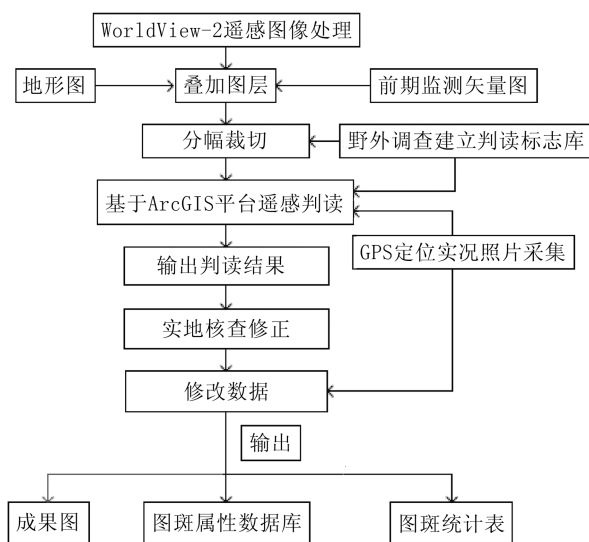 WorldView-2遥感图像处理
地形图
叠加图层
前期监测矢量图
分幅裁切
野外调查建立判读标志库
基于ArcGIS平台遥感判读
GPS定位实况照片采集
输出判读结果
实地核查修正
修改数据
输出
成果图
图斑属性数据库
图斑统计表